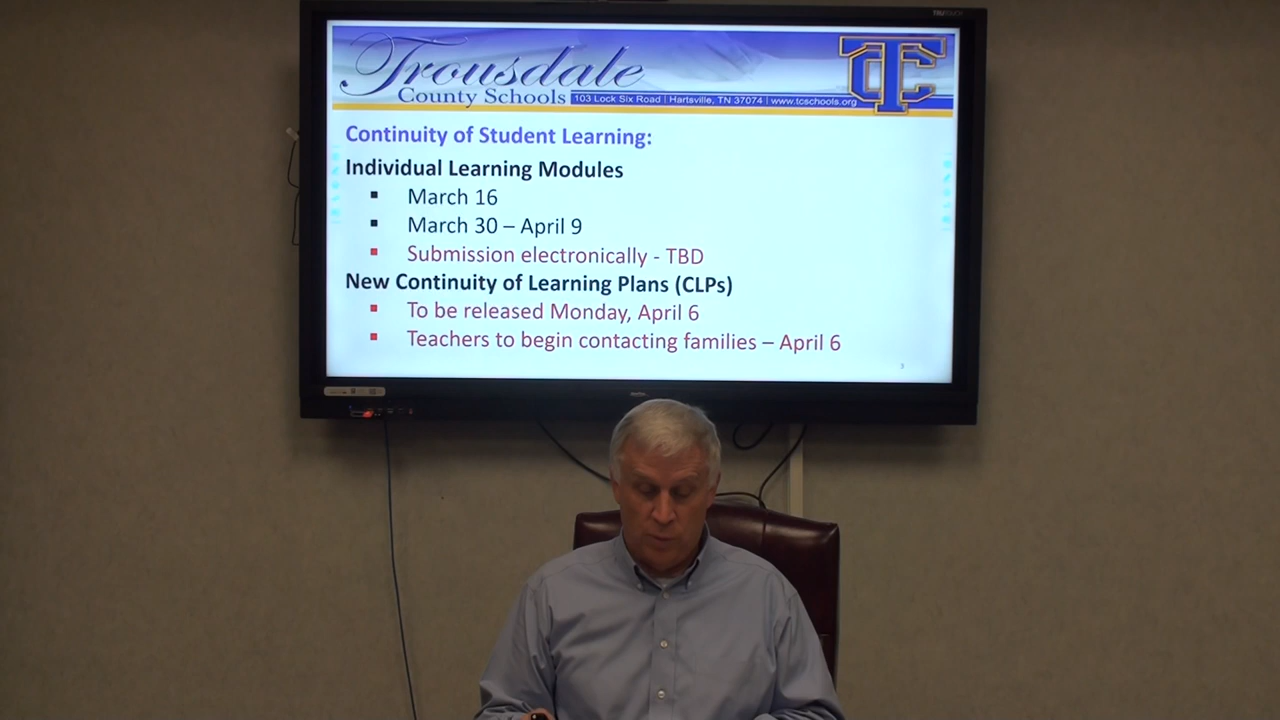 TRUTOUCH
Trousdale
County Schools
103 Lock Six Road | Hartsville, TN 37074 | www.tcschools.org
TC
Continuity of Student Learning:
Individual Learning Modules
▪ March 16
▪ March 30 – April 9
▪ Submission electronically - TBD
New Continuity of Learning Plans (CLPs)
▪ To be released Monday, April 6
▪ Teachers to begin contacting families – April 6
3